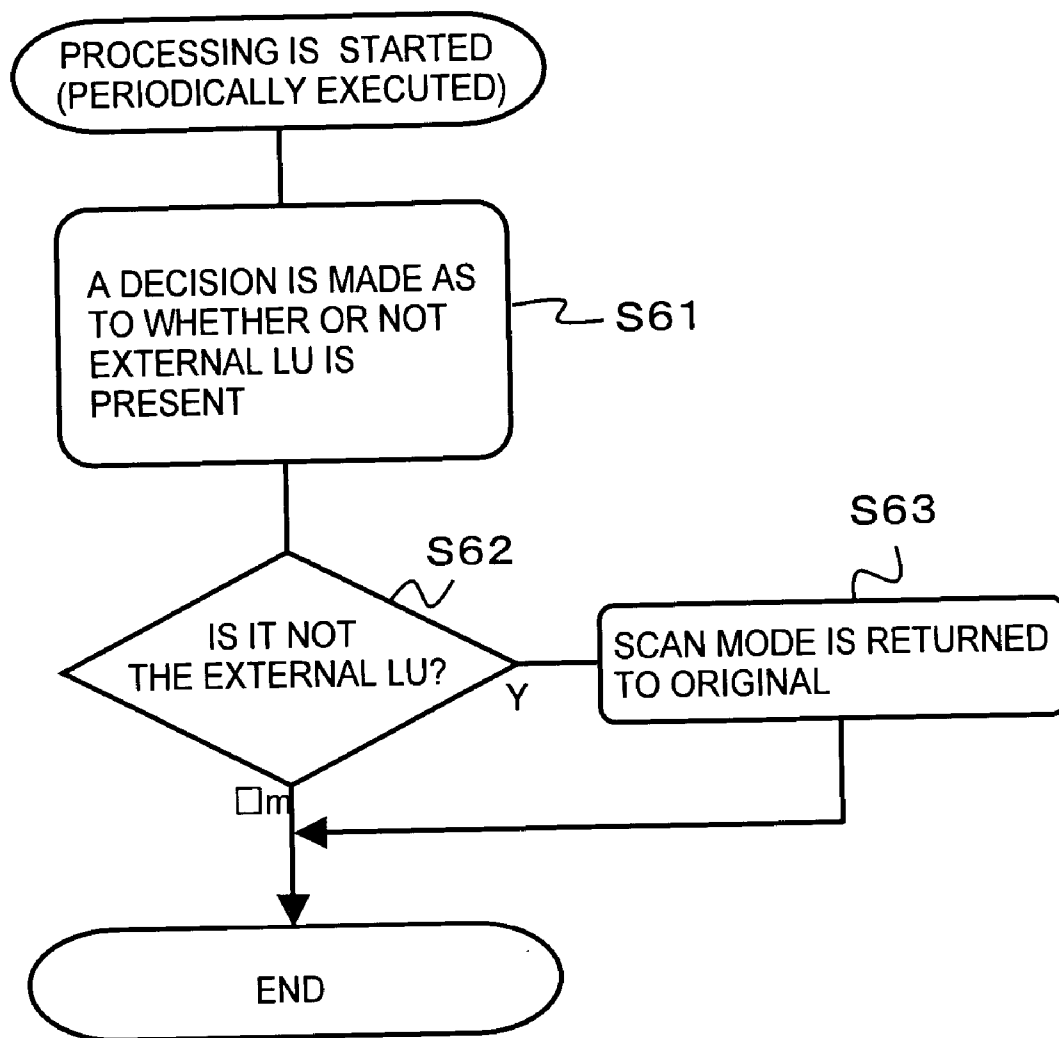 PROCESSING IS STARTED
(PERIODICALLY EXECUTED)
A DECISION IS MADE AS
TO WHETHER OR NOT
EXTERNAL LU IS
PRESENT
S61
S62
IS IT NOT
THE EXTERNAL LU?
Y
S63
SCAN MODE IS RETURNED
TO ORIGINAL
□m
END